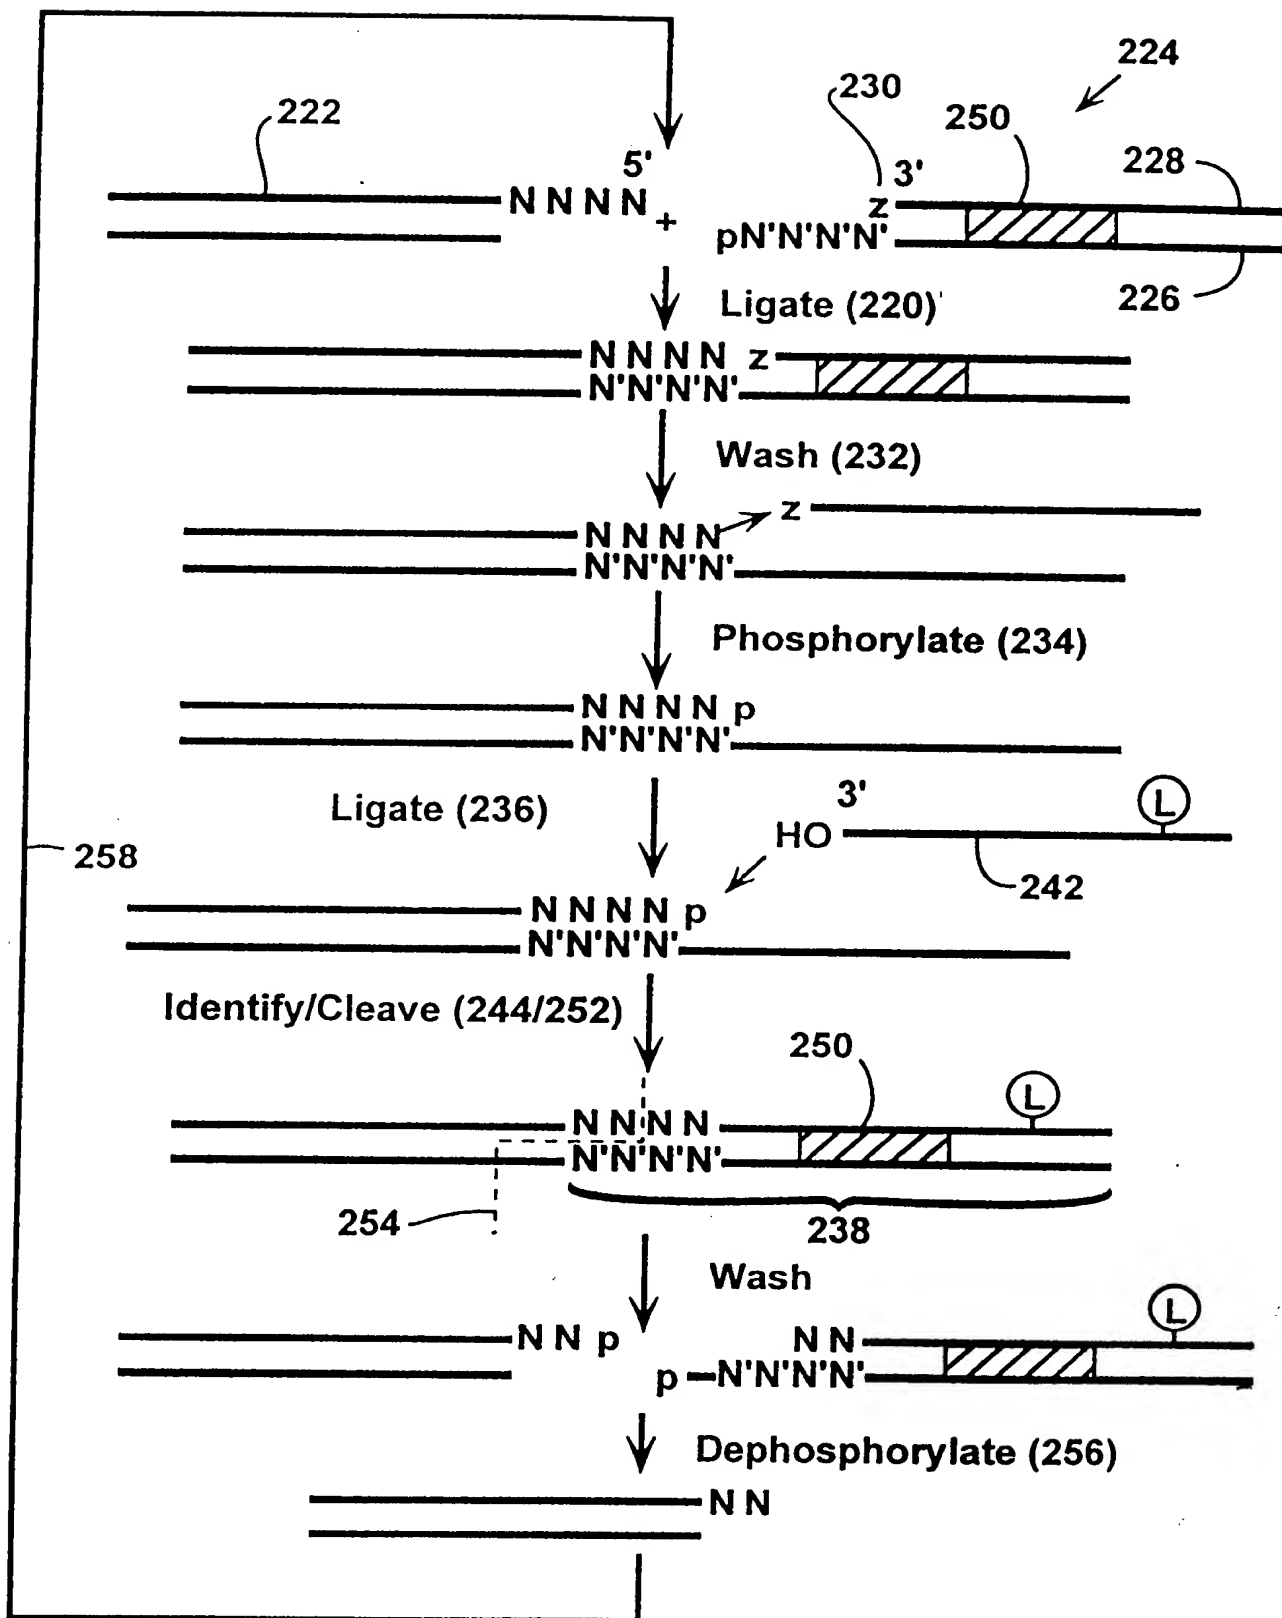 224
230
250
222
3'
228
5'
N N N N
+
z
pN'N'N'N'
226
Ligate (220)
N N N N z
N'N'N'N'
Wash (232)
z
N N N N
N'N'N'N'
Phosphorylate (234)
N N N N p
N'N'N'N'
Ligate (236)
3'
L
HO
258
242
N N N N p
N'N'N'N'
Identify/Cleave (244/252)
250
L
N N N N
N'N'N'N'
254
238
Wash
L
N N p
N N
p N'N'N'N'
Dephosphorylate (256)
N N